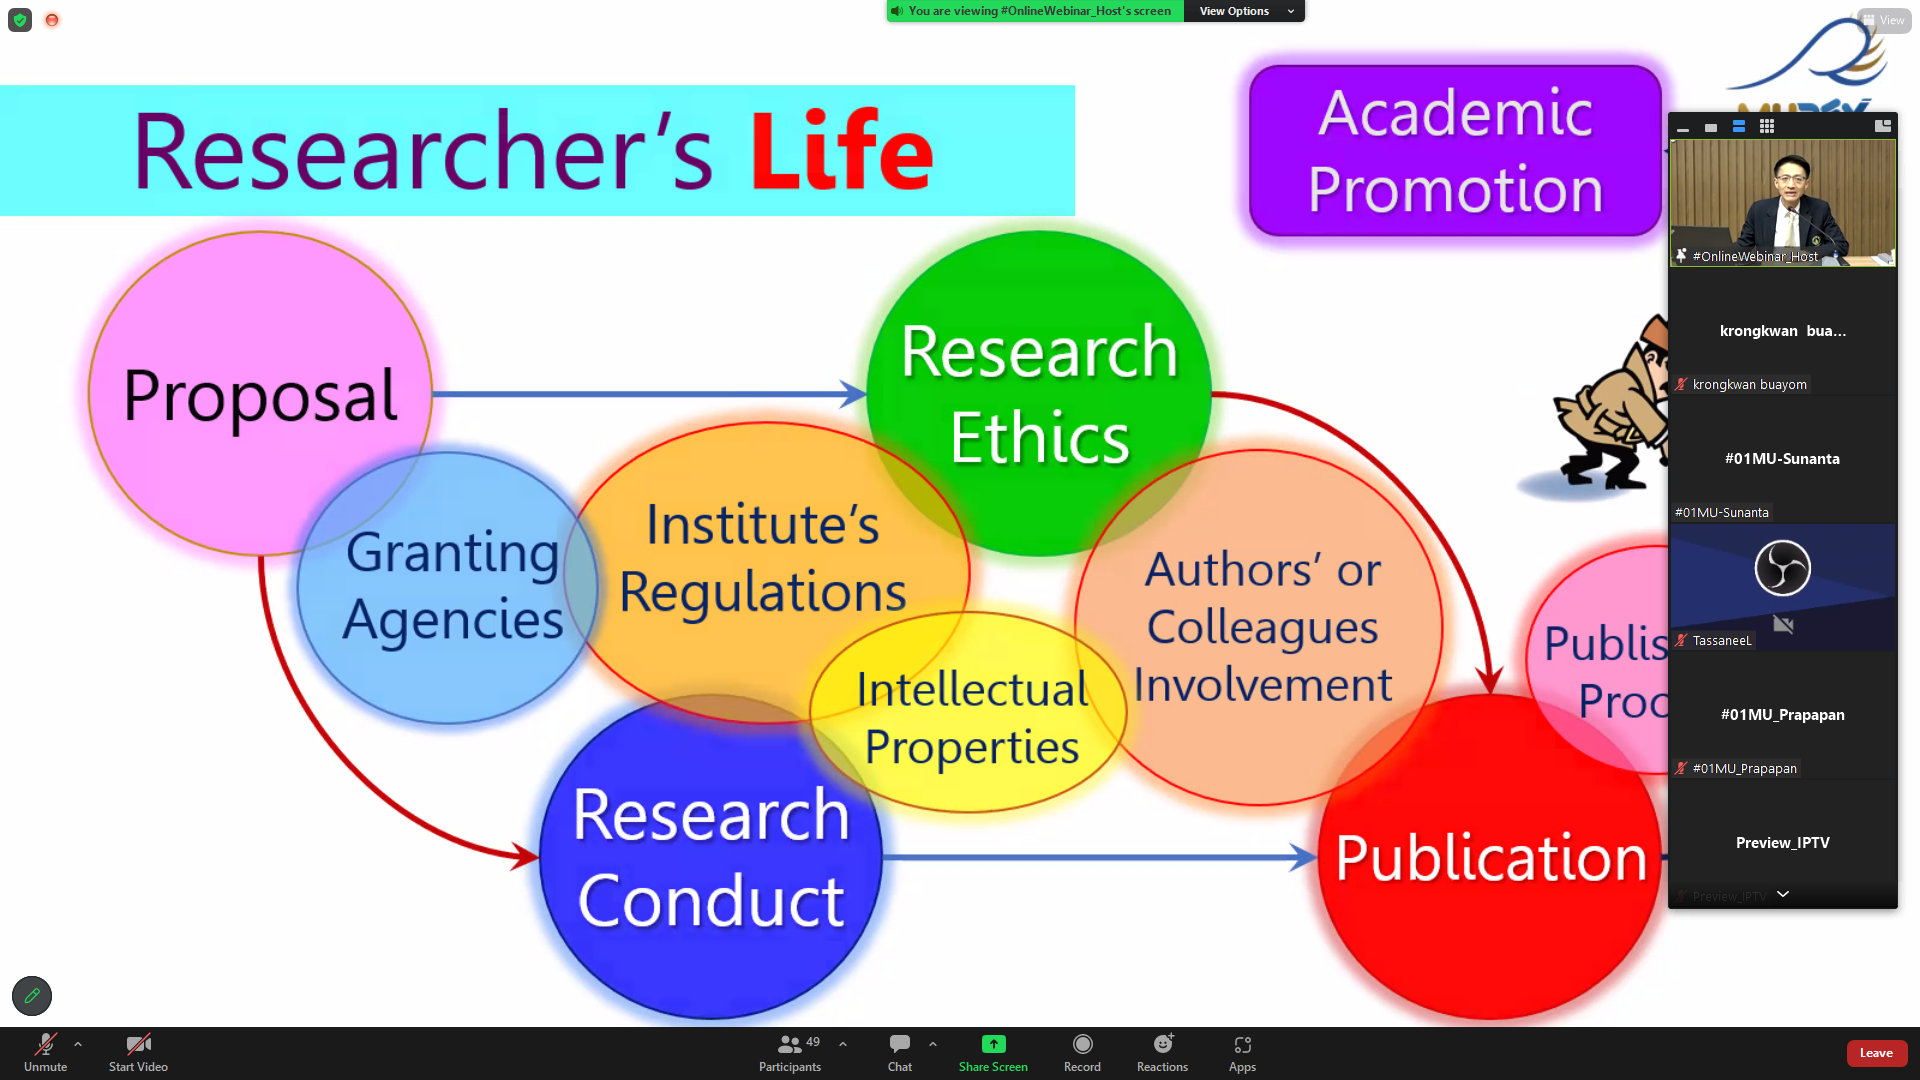 You are viewing #OnlineWebinar_Host's screen
View Options
View
Researcher's Life
Academic
Promotion
#OnlineWebinar_Host
Proposal
Research
Ethics
krongkwan bua...
krongkwan buayom
#01MU-Sunanta
#01MU-Sunanta
Granting
Agencies
Institute's
Regulations
Authors' or
Colleagues
Involvement
Intellectual
Properties
TassaneeL
#01MU_Prapapan
#01MU_Prapapan
Research
Conduct
Publication
Preview_IPTV
Preview_IPTV
Unmute
Start Video
49
Participants
Chat
Share Screen
Record
Reactions
Apps
Leave